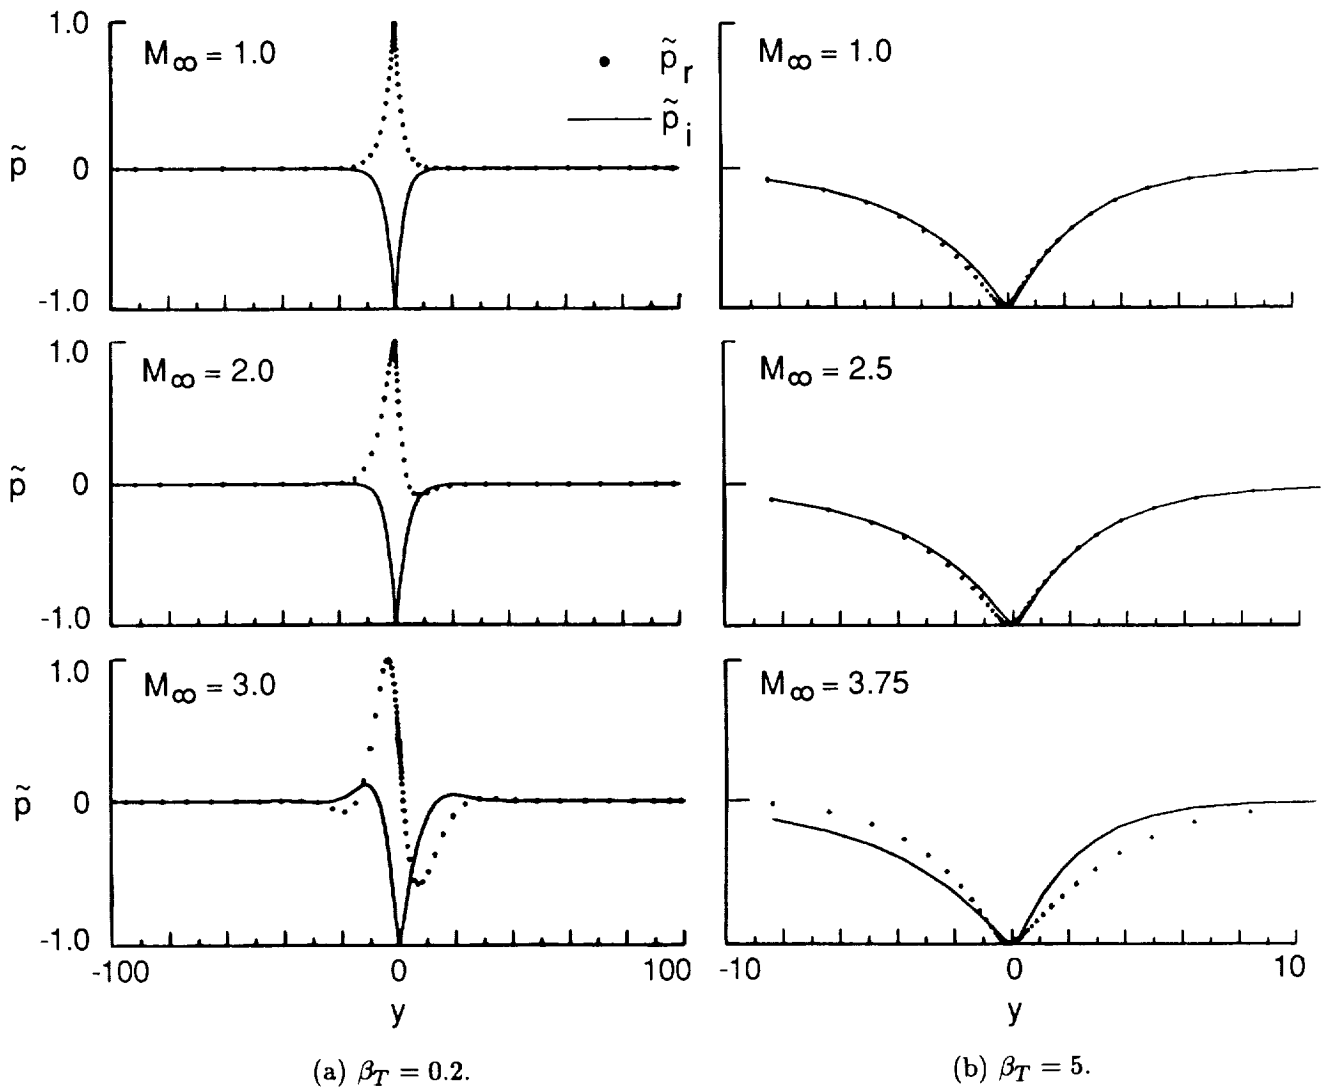 1.0
M∞ = 1.0
p̃r
p̃i
p̃
0
-1.0
M∞ = 1.0
1.0
M∞ = 2.0
p̃
0
-1.0
M∞ = 2.5
1.0
M∞ = 3.0
p̃
0
-1.0
M∞ = 3.75
-100
0
100
y
-10
0
10
y
(a) βT = 0.2.
(b) βT = 5.